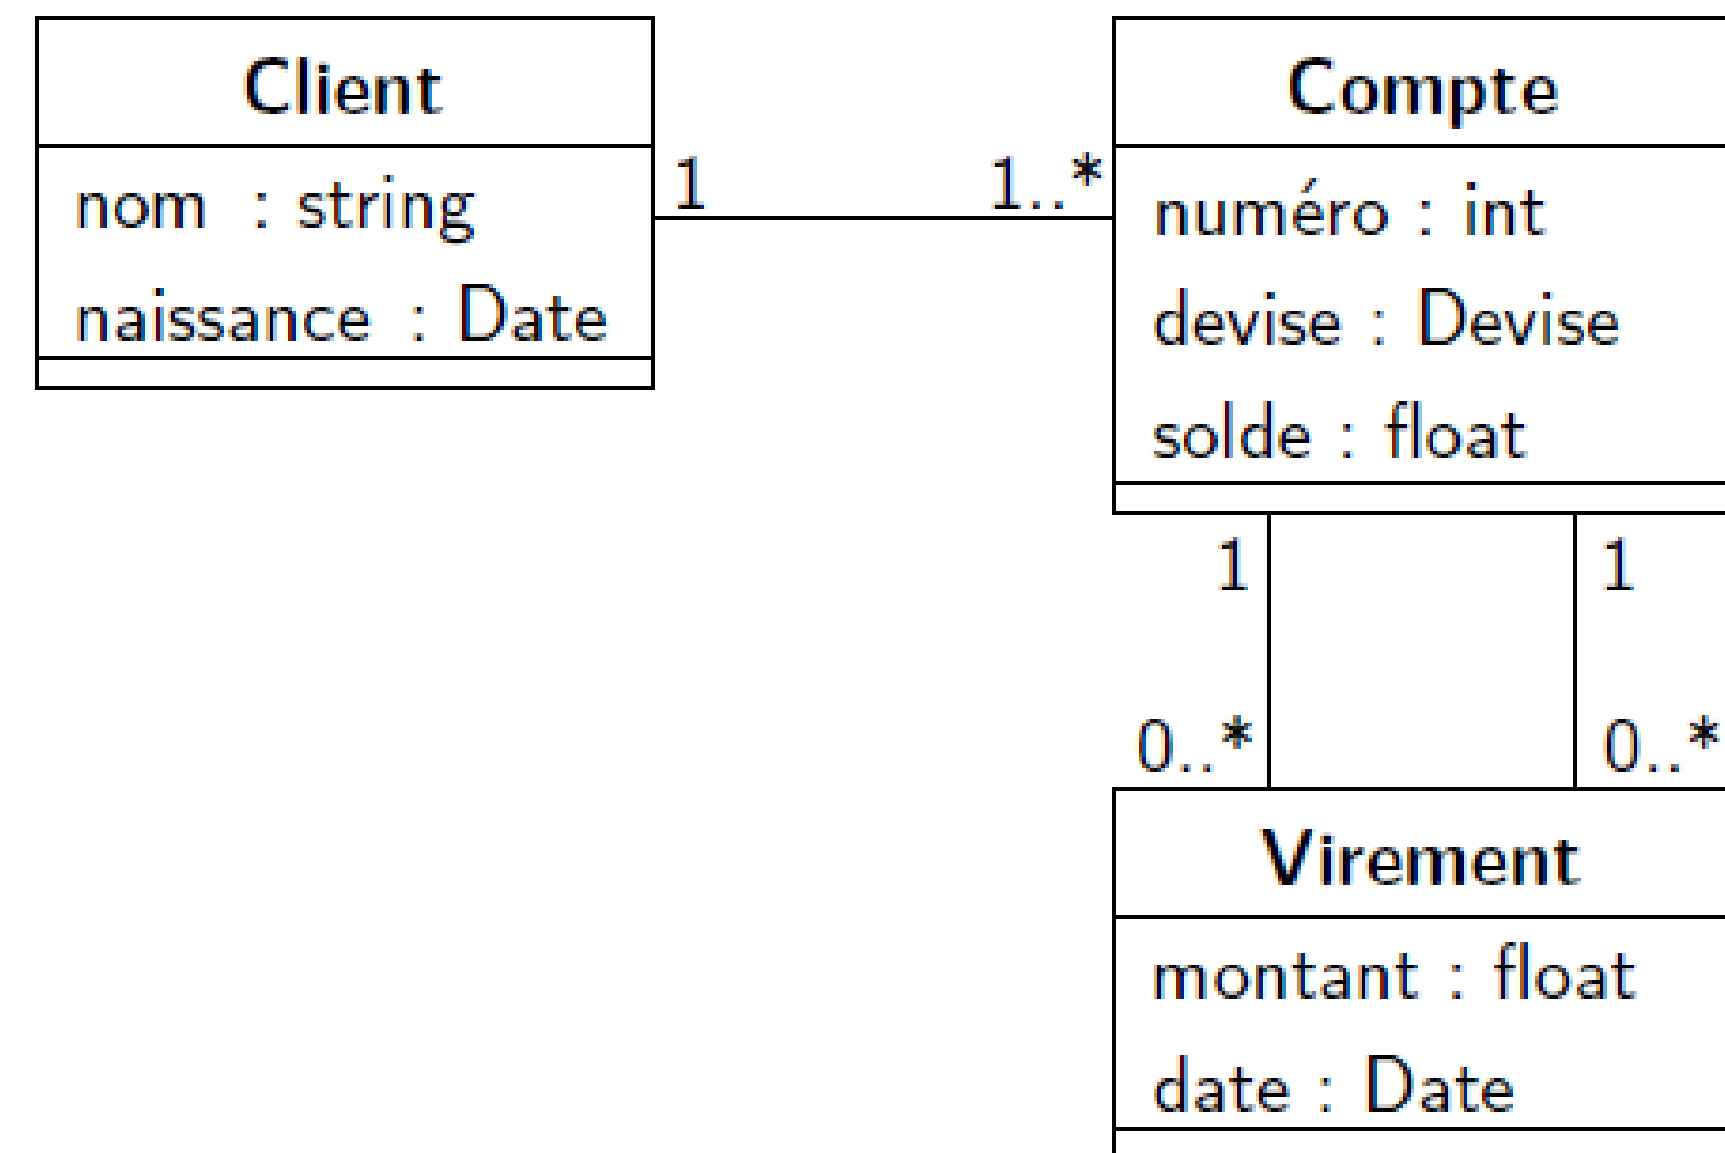 Client
nom : string
naissance : Date
1
1..*
Compte
numéro : int
devise : Devise
solde : float
1
1
0..*
0..*
Virement
montant : float
date : Date